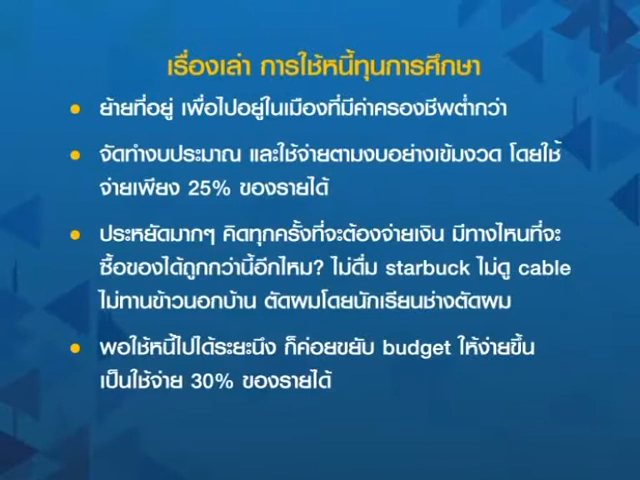 เรื่องเล่า การใช้หนี้ทุนการศึกษา
• ย้ายที่อยู่ เพื่อไปอยู่ในเมืองที่มีค่าครองชีพต่ำกว่า
• จัดทำงบประมาณ และใช้จ่ายตามงบอย่างเข้มงวด โดยใช้
จ่ายเพียง 25% ของรายได้
• ประหยัดมากๆ คิดทุกครั้งที่จะต้องจ่ายเงิน มีทางไหนที่จะ
ซื้อของได้ถูกกว่านี้อีกไหม? ไม่ดื่ม starbuck ไม่ดู cable
ไม่ทานข้าวนอกบ้าน ตัดผมโดยนักเรียนช่างตัดผม
• พอใช้หนี้ไปได้ระยะนึง ก็ค่อยขยับ budget ให้ง่ายขึ้น
เป็นใช้จ่าย 30% ของรายได้